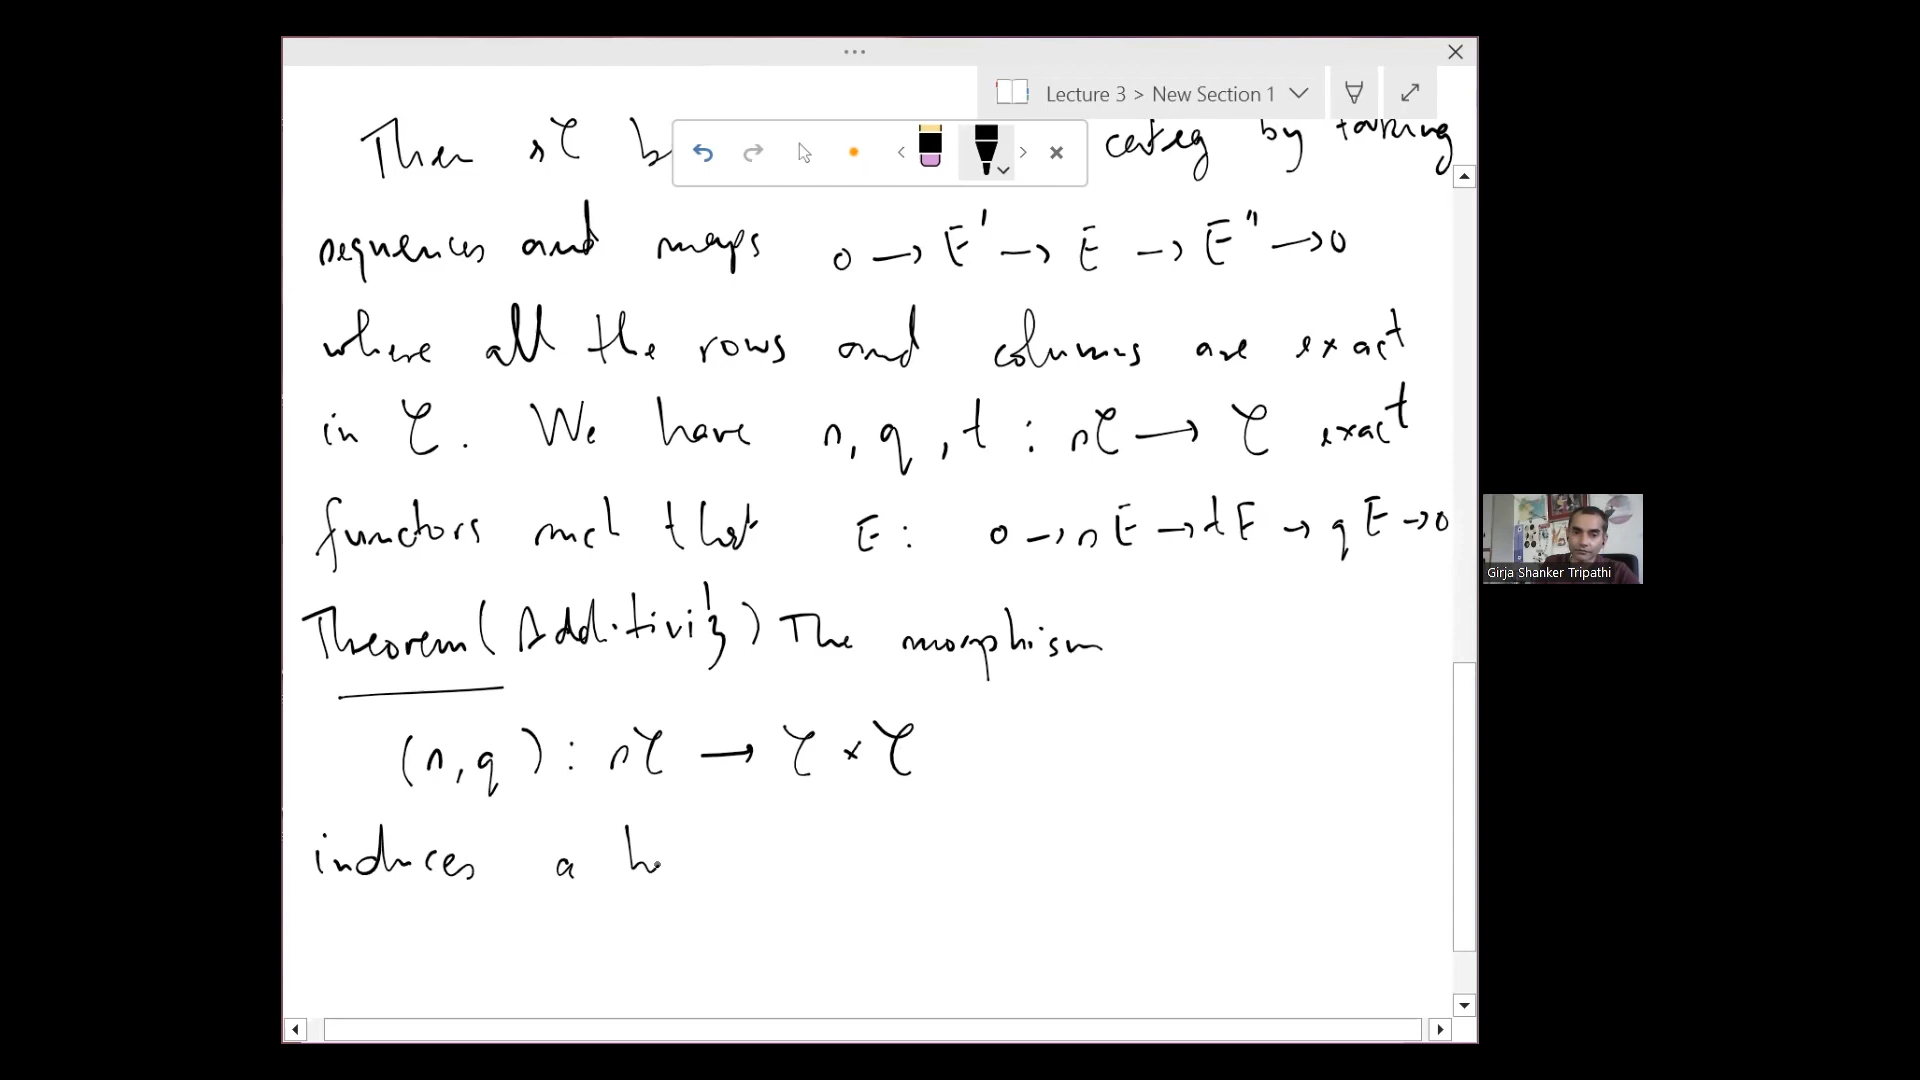 Lecture 3 > New Section 1
Then sC categ by taking
sequences and maps 0 → E' → E → E'' → 0
where all the rows and columns are exact
in C. We have s, q, t : sC → C exact
functors such that E : 0 → sE → tE → qE → 0
Theorem (Additivity) The morphism
(s, q) : sC → C × C
induces a ho
Girja Shanker Tripathi